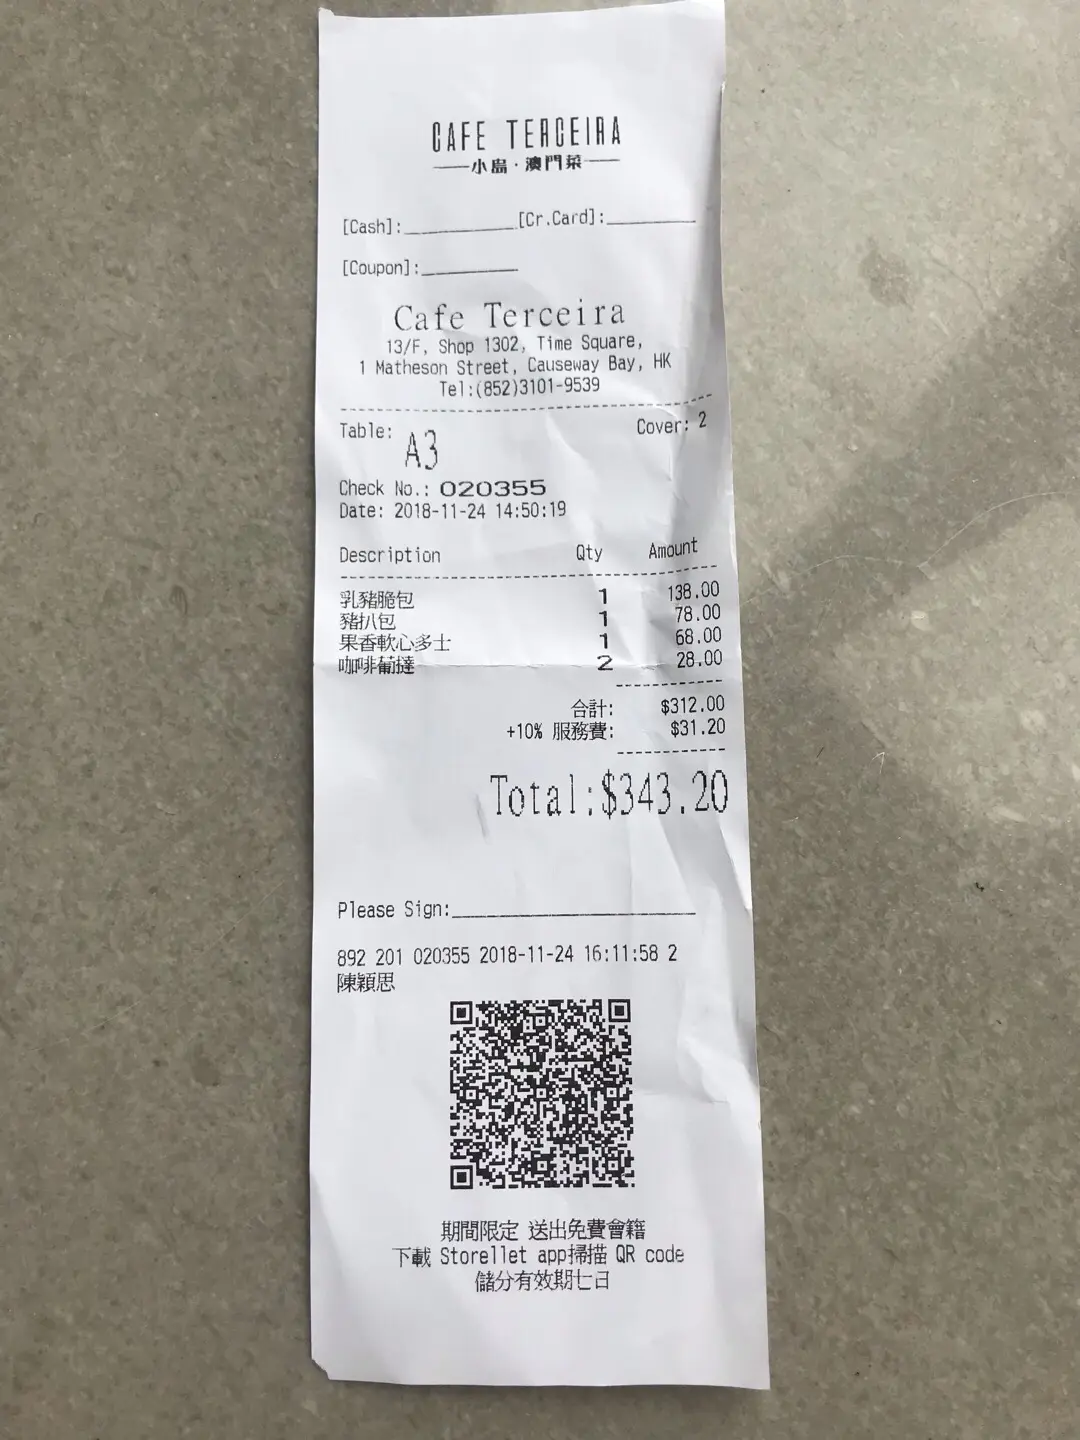 CAFE TERCEIRA
小島·澳門菜
[Cash]:__________[Cr.Card]:________
[Coupon]:_________
Cafe Terceira
13/F, Shop 1302, Time Square,
1 Matheson Street, Causeway Bay, HK
Tel:(852)3101-9539
Table: A3 Cover: 2
Check No.: 020355
Date: 2018-11-24 14:50:19
Description Qty Amount
乳豬脆包 1 138.00
豬扒包 1 78.00
果香軟心多士 1 68.00
咖啡葡撻 2 28.00
合計: $312.00
+10% 服務費: $31.20
Total:$343.20
Please Sign:______________________
892 201 020355 2018-11-24 16:11:58 2
陳穎思
期間限定 送出免費會籍
下載 Storellet app掃描 QR code
儲分有效期七日